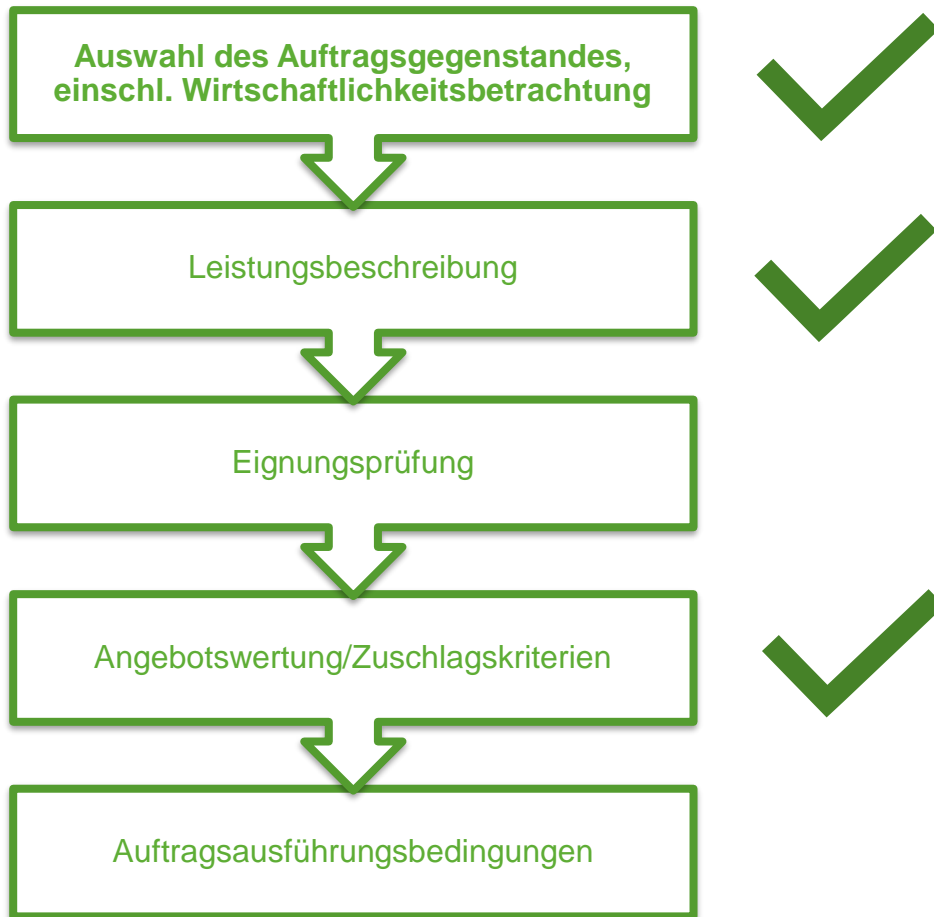 Auswahl des Auftragsgegenstandes,
einschl. Wirtschaftlichkeitsbetrachtung
Leistungsbeschreibung
Eignungsprüfung
Angebotswertung/Zuschlagskriterien
Auftragsausführungsbedingungen